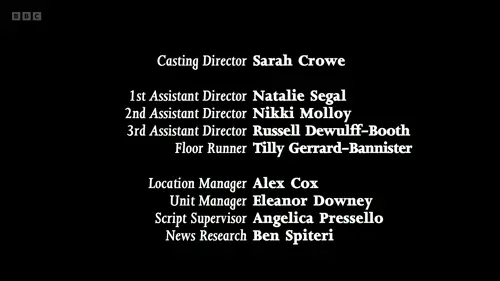 BBC
Casting Director Sarah Crowe
1st Assistant Director Natalie Segal
2nd Assistant Director Nikki Molloy
3rd Assistant Director Russell Dewulff-Booth
Floor Runner Tilly Gerrard-Bannister
Location Manager Alex Cox
Unit Manager Eleanor Downey
Script Supervisor Angelica Pressello
News Research Ben Spiteri